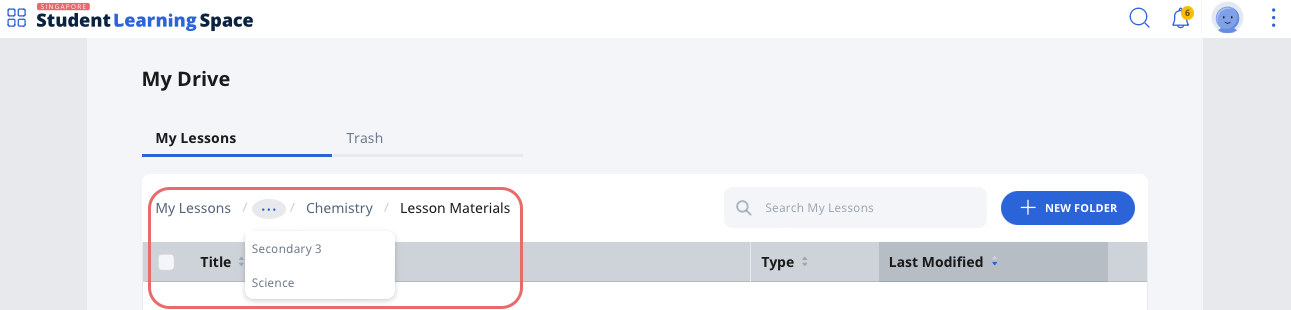 SINGAPORE
Student Learning Space
6
My Drive
My Lessons
Trash
My Lessons / ... / Chemistry / Lesson Materials
Search My Lessons
NEW FOLDER
Secondary 3
Science
Title
Type
Last Modified